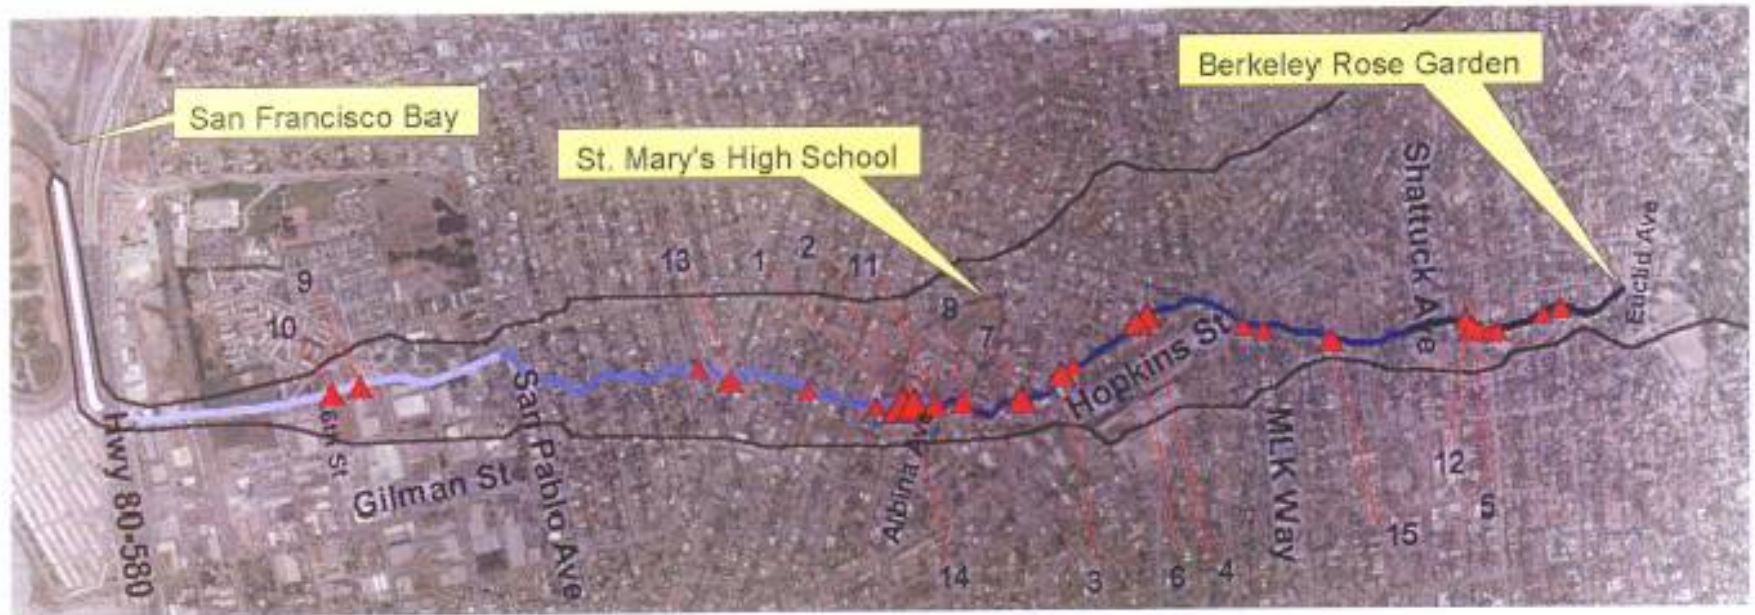 Berkeley Rose Garden
San Francisco Bay
St. Mary's High School
Shattuck Ave
Euclid Ave
9
13
1
2
11
10
8
7
Hopkins St
6th St
San Pablo Ave
Albina Ave
MLK Way
Hwy 80-580
Gilman St
12
5
15
14
3
6
4